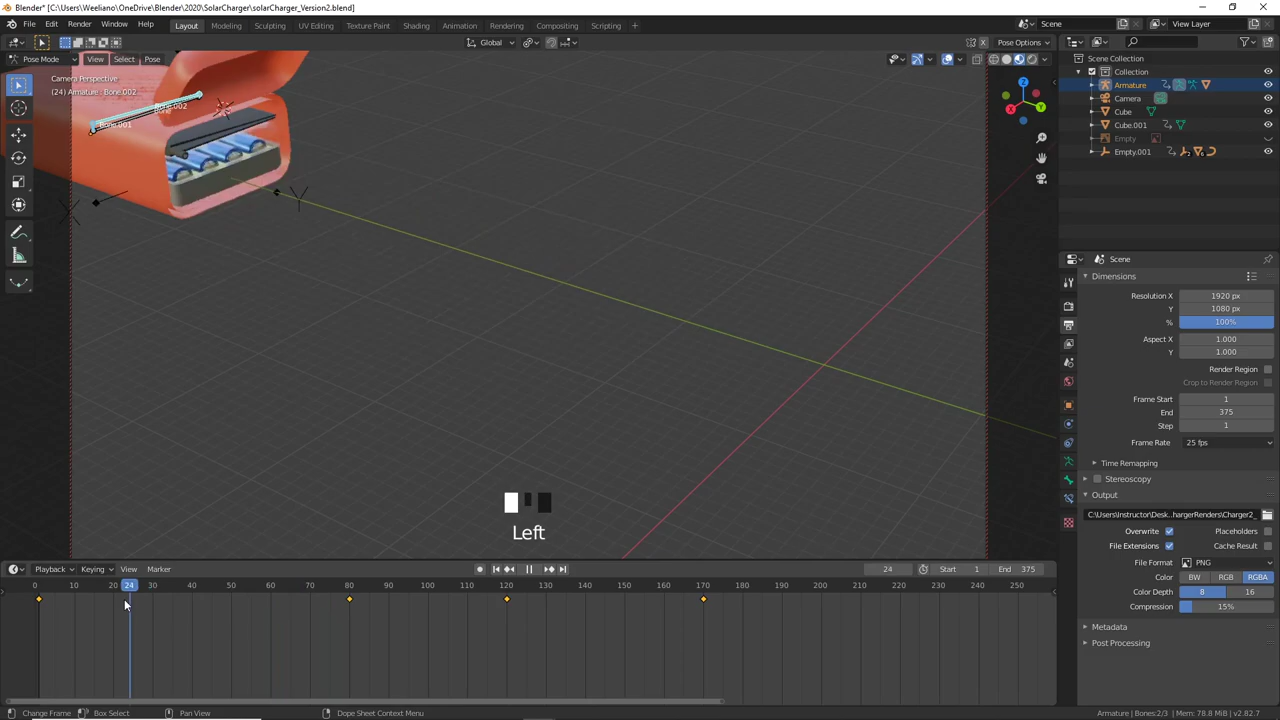 Blender* [C:\Users\Weeliano\OneDrive\Blender\2020\SolarCharger\solarCharger_Version2.blend]
File Edit Render Window Help Layout Modeling Sculpting UV Editing Texture Paint Shading Animation Rendering Compositing Scripting + Scene View Layer
Global Pose Options
Pose Mode View Select Pose
Camera Perspective
(24) Armature : Bone.002
Bone.002
Bone
Bone.001
X
Y
Z
Y
Scene Collection
Collection
Armature
Camera
Cube
Cube.001
Empty
Empty.001
Scene
Dimensions
Resolution X 1920 px
Y 1080 px
% 100%
Aspect X 1.000
Y 1.000
Render Region
Crop to Render Region
Frame Start 1
End 375
Step 1
Frame Rate 25 fps
Time Remapping
Stereoscopy
Output
C:\Users\Instructor\Desk..hargerRenders\Charger2_
Overwrite Placeholders
File Extensions Cache Result
File Format PNG
Color BW RGB RGBA
Color Depth 8 16
Compression 15%
Metadata
Post Processing
Left
Playback Keying View Marker 24 Start 1 End 375
0 10 20 24 30 40 50 60 70 80 90 100 110 120 130 140 150 160 170 180 190 200 210 220 230 240 250
Change Frame Box Select Pan View Dope Sheet Context Menu Armature | Bones:2/3 | Mem: 78.8 MiB | v2.82.7